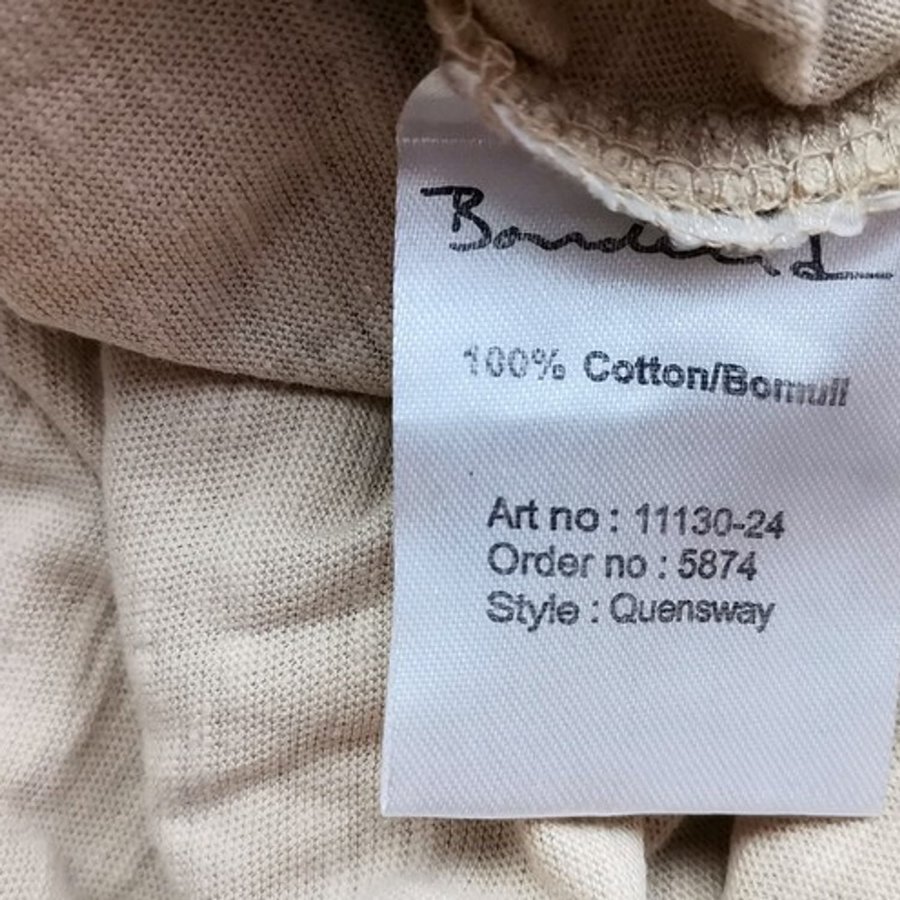 100% Cotton/Bomull
Art no : 11130-24
Order no : 5874
Style : Quensway